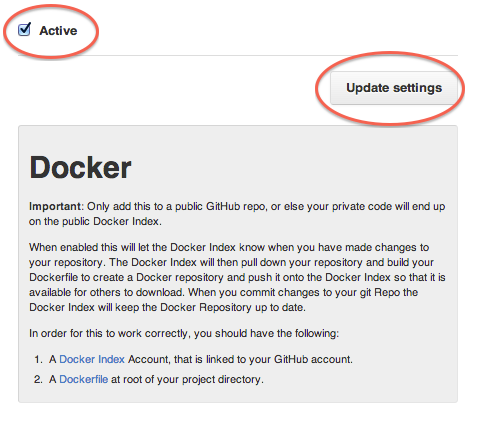 Active
Update settings
Docker
Important: Only add this to a public GitHub repo, or else your private code will end up
on the public Docker Index.
When enabled this will let the Docker Index know when you have made changes to
your repository. The Docker Index will then pull down your repository and build your
Dockerfile to create a Docker repository and push it onto the Docker Index so that it is
available for others to download. When you commit changes to your git Repo the
Docker Index will keep the Docker Repository up to date.
In order for this to work correctly, you should have the following:
1. A Docker Index Account, that is linked to your GitHub account.
2. A Dockerfile at root of your project directory.